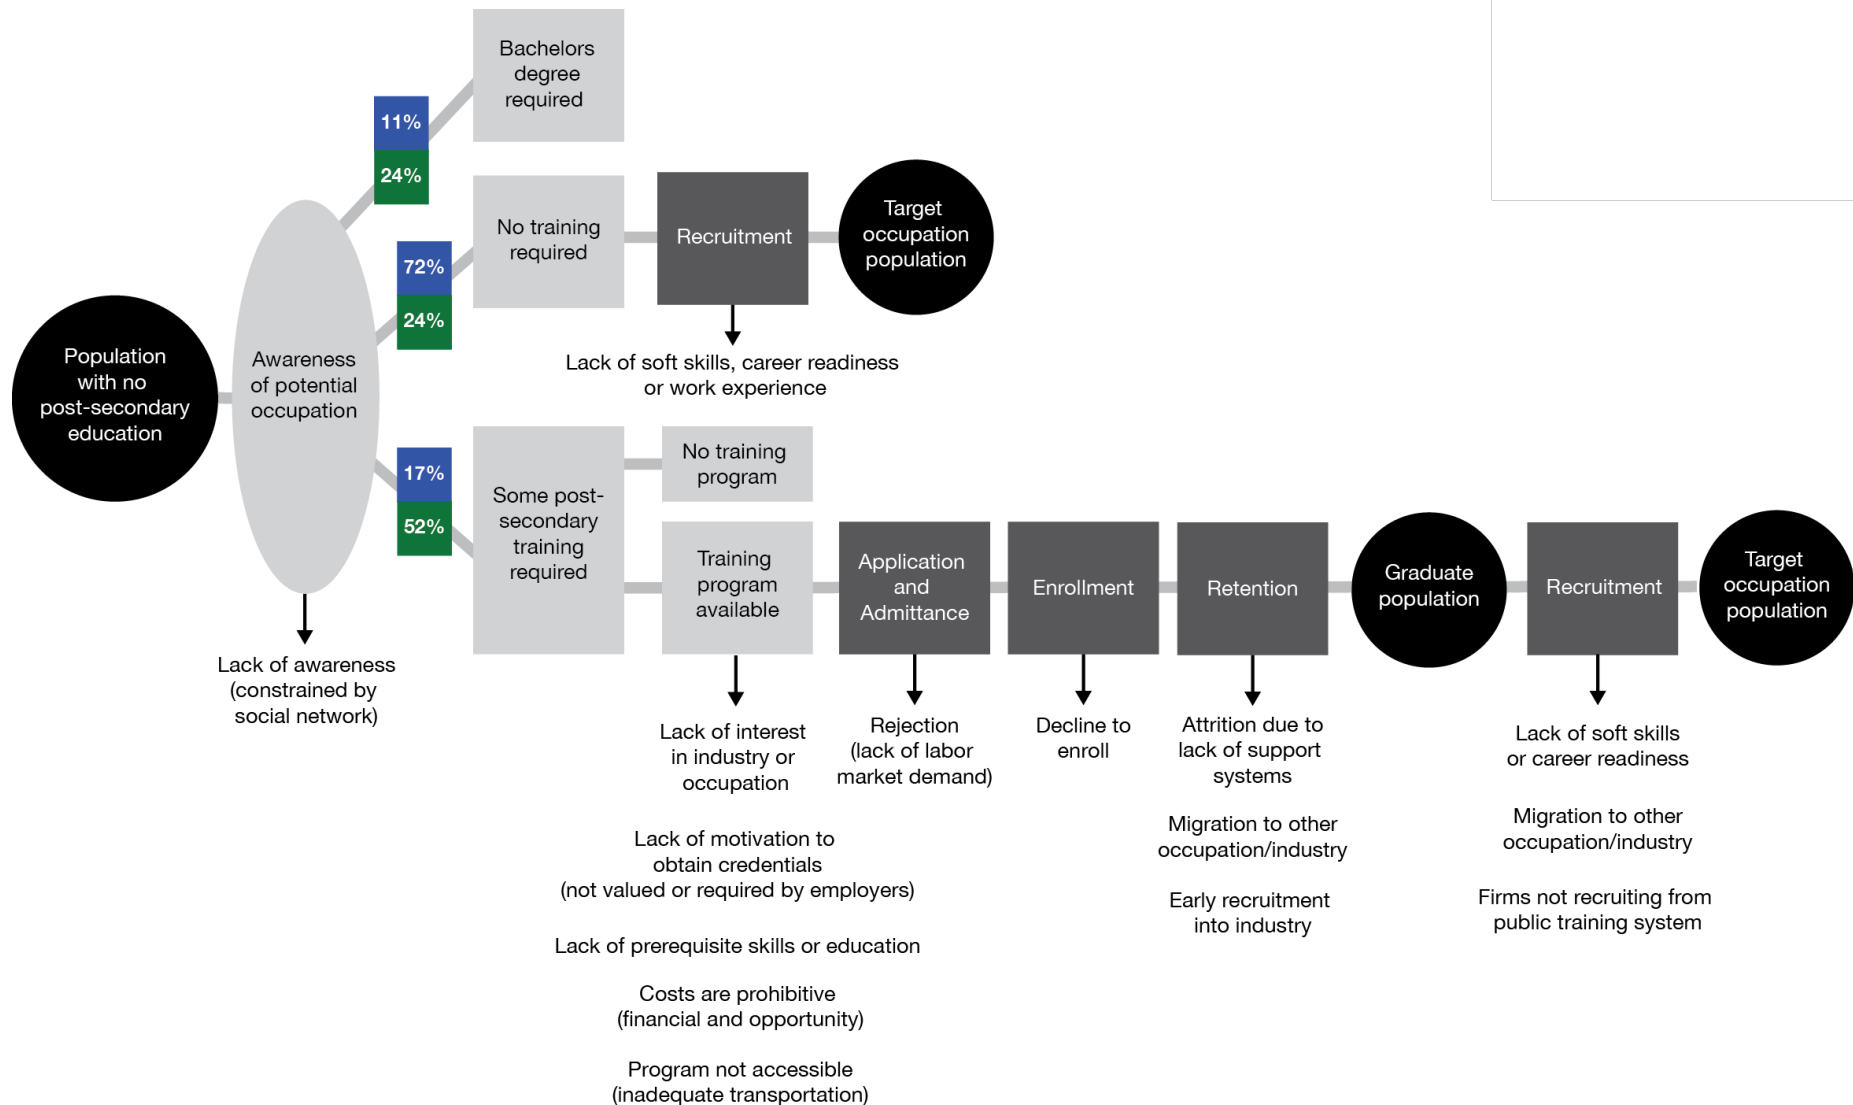 Bachelors
degree
required
11%
24%
No training
required
Recruitment
Target
occupation
population
72%
24%
Lack of soft skills, career readiness
or work experience
Population
with no
post-secondary
education
Awareness
of potential
occupation
17%
52%
Some post-
secondary
training
required
No training
program
Training
program
available
Application
and
Admittance
Enrollment
Retention
Graduate
population
Recruitment
Target
occupation
population
Lack of awareness
(constrained by
social network)
Lack of interest
in industry or
occupation
Lack of motivation to
obtain credentials
(not valued or required by employers)
Lack of prerequisite skills or education
Costs are prohibitive
(financial and opportunity)
Program not accessible
(inadequate transportation)
Rejection
(lack of labor
market demand)
Decline to
enroll
Attrition due to
lack of support
systems
Migration to other
occupation/industry
Early recruitment
into industry
Lack of soft skills
or career readiness
Migration to other
occupation/industry
Firms not recruiting from
public training system